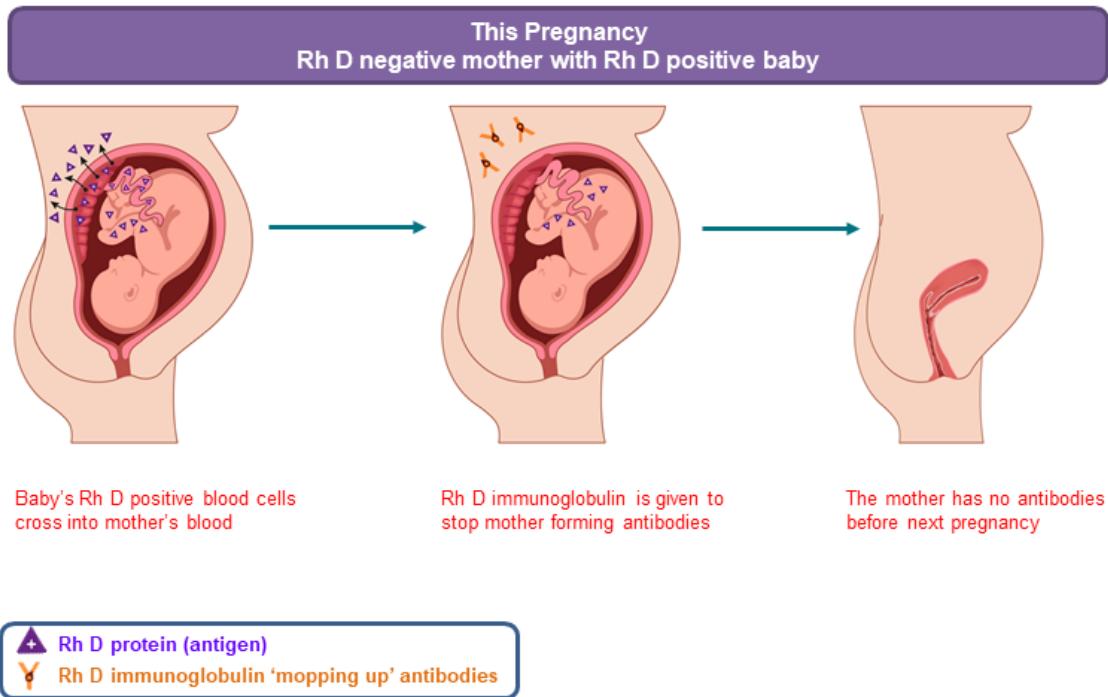 This Pregnancy
Rh D negative mother with Rh D positive baby
Baby's Rh D positive blood cells
cross into mother's blood
Rh D immunoglobulin is given to
stop mother forming antibodies
The mother has no antibodies
before next pregnancy
+ Rh D protein (antigen)
Rh D immunoglobulin ‘mopping up’ antibodies